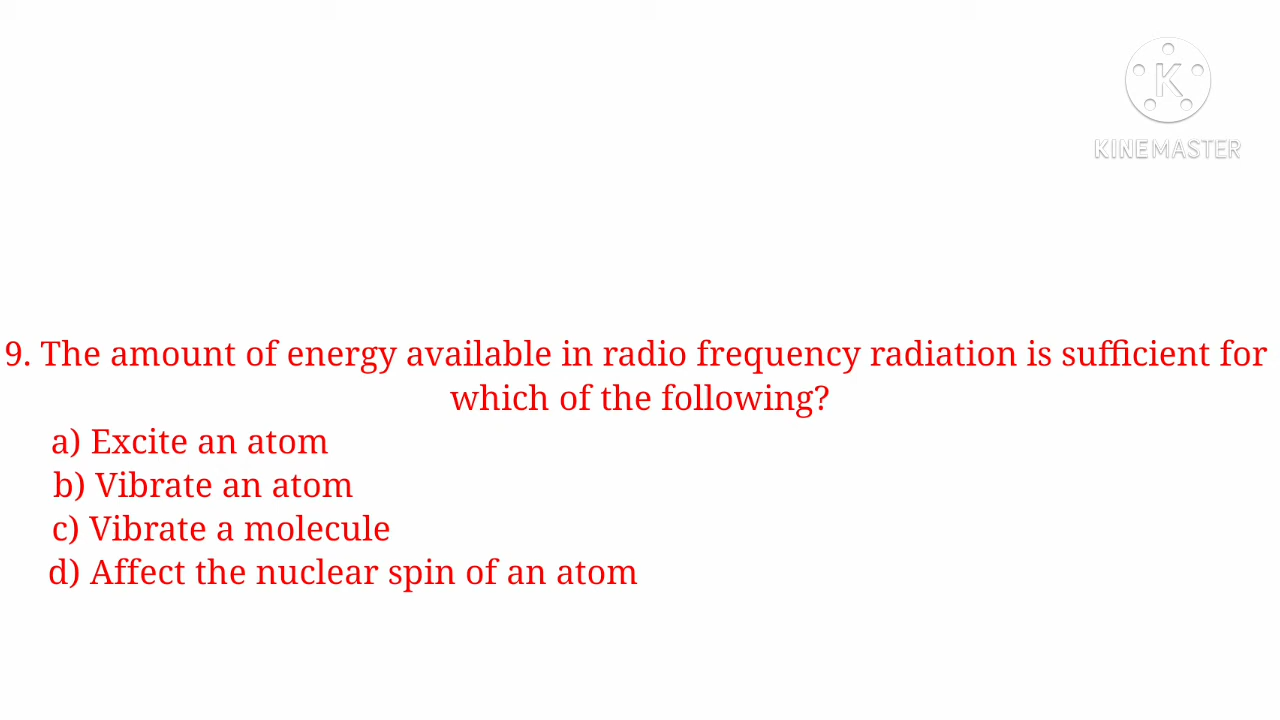 K
KINEMASTER
9. The amount of energy available in radio frequency radiation is sufficient for
which of the following?
a) Excite an atom
b) Vibrate an atom
c) Vibrate a molecule
d) Affect the nuclear spin of an atom